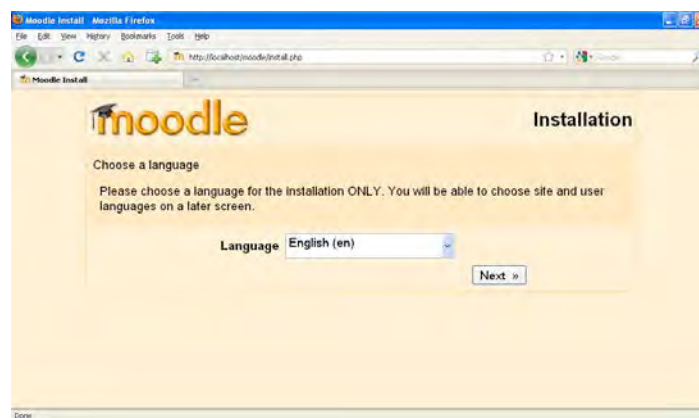 Moodle Install - Mozilla Firefox
File Edit View History Bookmarks Tools Help
http://localhost/moodle/install.php
Google
Moodle Install
moodle
Installation
Choose a language
Please choose a language for the installation ONLY. You will be able to choose site and user
languages on a later screen.
Language English (en)
Next »
Done